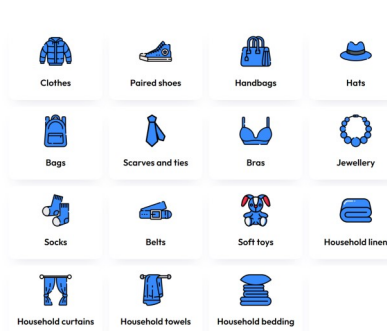 Clothes
Paired shoes
Handbags
Hats
Bags
Scarves and ties
Bras
Jewellery
Socks
Belts
Soft toys
Household linen
Household curtains
Household towels
Household bedding